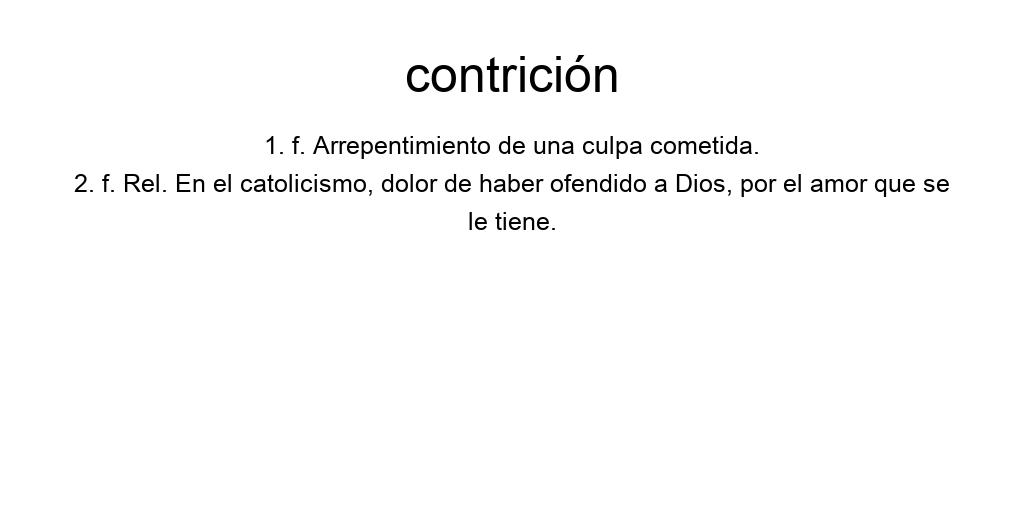 contrición
1. f. Arrepentimiento de una culpa cometida.
2. f. Rel. En el catolicismo, dolor de haber ofendido a Dios, por el amor que se
le tiene.